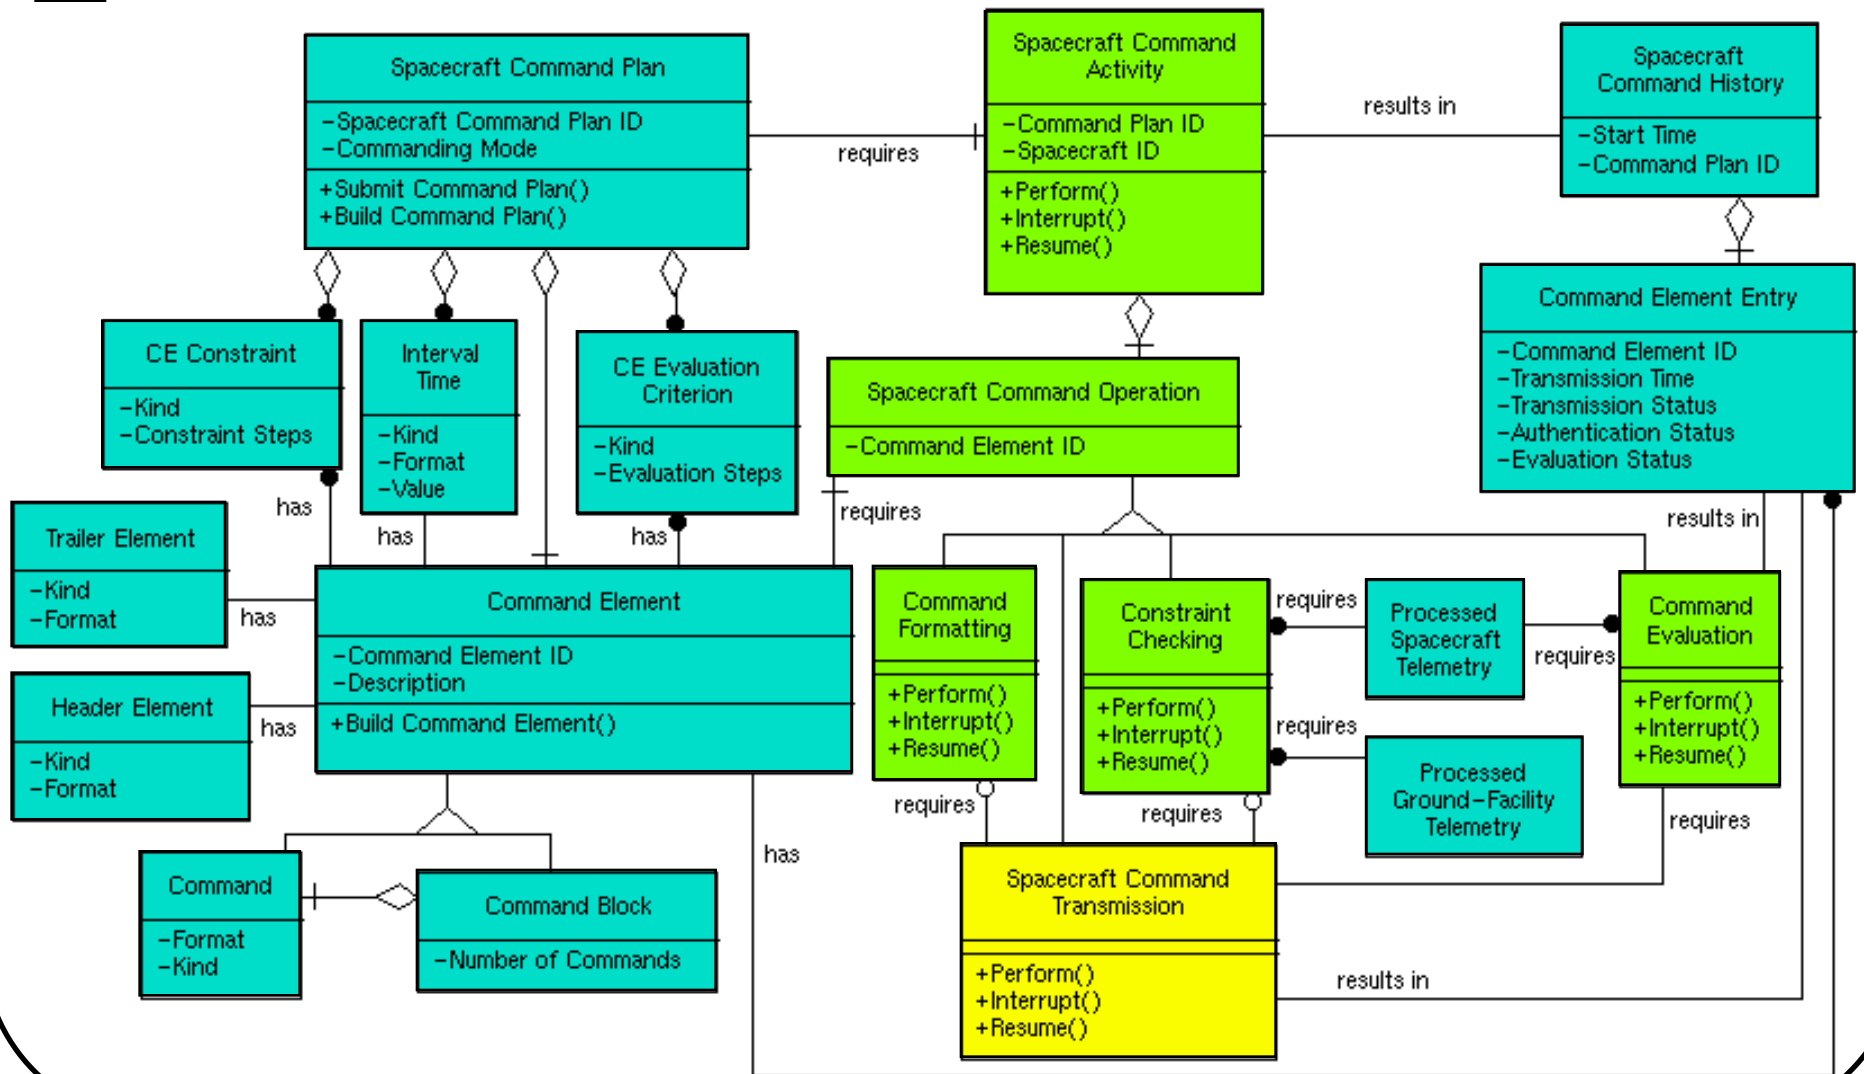 Spacecraft Command Plan
-Spacecraft Command Plan ID
-Commanding Mode
+Submit Command Plan()
+Build Command Plan()
requires
Spacecraft Command
Activity
-Command Plan ID
-Spacecraft ID
+Perform()
+Interrupt()
+Resume()
results in
Spacecraft
Command History
-Start Time
-Command Plan ID
CE Constraint
-Kind
-Constraint Steps
Interval
Time
-Kind
-Format
-Value
CE Evaluation
Criterion
-Kind
-Evaluation Steps
Spacecraft Command Operation
-Command Element ID
Command Element Entry
-Command Element ID
-Transmission Time
-Transmission Status
-Authentication Status
-Evaluation Status
has
has
has
requires
results in
Trailer Element
-Kind
-Format
has
Header Element
-Kind
-Format
has
Command Element
-Command Element ID
-Description
+Build Command Element()
Command
Formatting
+Perform()
+Interrupt()
+Resume()
Constraint
Checking
+Perform()
+Interrupt()
+Resume()
requires
Processed
Spacecraft
Telemetry
requires
Command
Evaluation
+Perform()
+Interrupt()
+Resume()
requires
Processed
Ground-Facility
Telemetry
requires
requires
requires
Command
-Format
-Kind
Command Block
-Number of Commands
has
Spacecraft Command
Transmission
+Perform()
+Interrupt()
+Resume()
results in